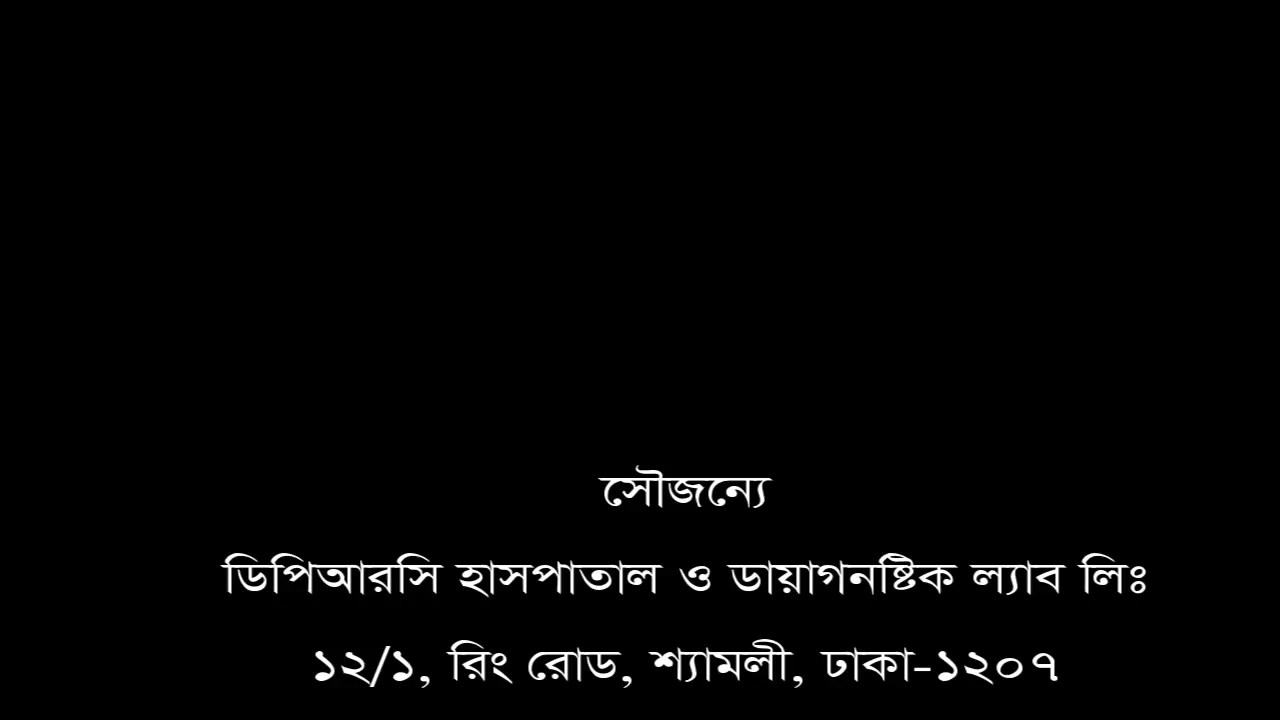 সৌজন্যে
ডিপিআরসি হাসপাতাল ও ডায়াগনষ্টিক ল্যাব লিঃ
১২/১, রিং রোড, শ্যামলী, ঢাকা-১২০৭